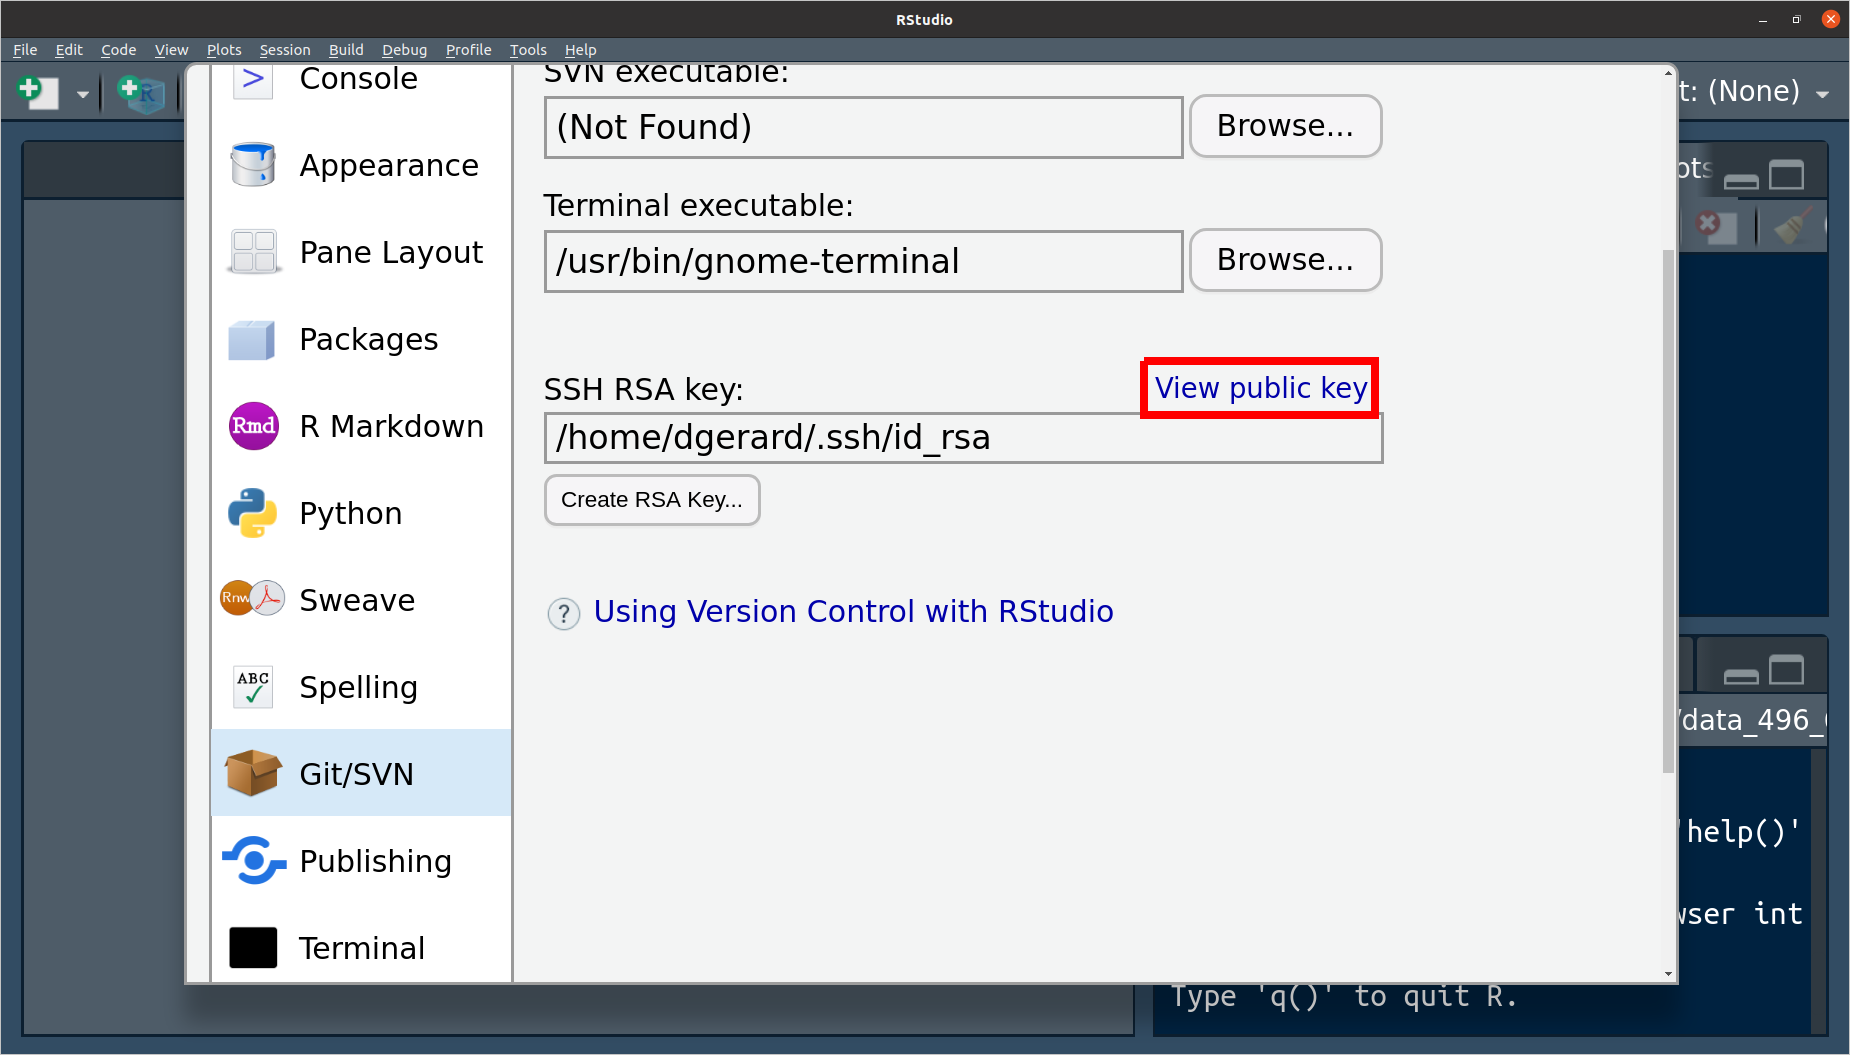 RStudio
File Edit Code View Plots Session Build Debug Profile Tools Help
t: (None)
Console
Appearance
Pane Layout
Packages
Rmd R Markdown
Python
Rnw Sweave
ABC Spelling
Git/SVN
Publishing
Terminal
SVN executable:
(Not Found) Browse...
Terminal executable:
/usr/bin/gnome-terminal Browse...
SSH RSA key: View public key
/home/dgerard/.ssh/id_rsa
Create RSA Key...
? Using Version Control with RStudio
ots
/data_496_
'help()'
wser int
Type 'q()' to quit R.